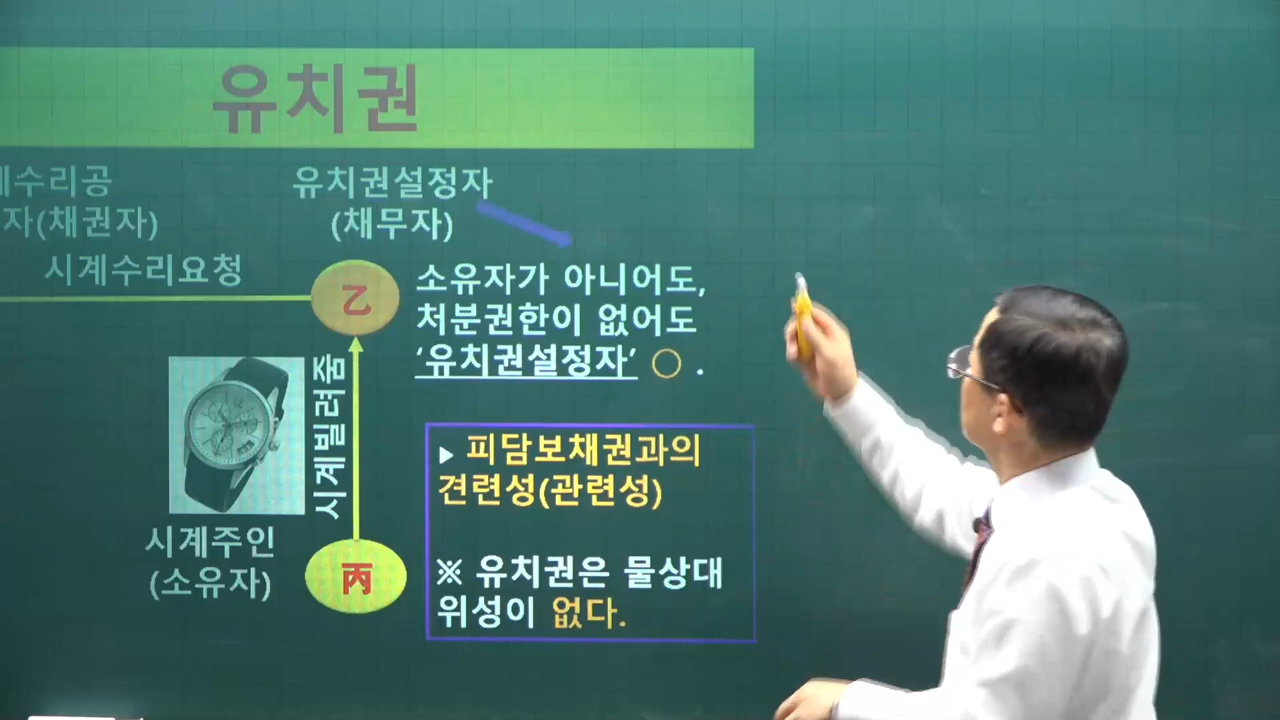 유치권
계수리공
자(채권자)
유치권설정자
(채무자)
시계수리요청
乙
소유자가 아니어도,
처분권한이 없어도
‘유치권설정자’ ○ .
시계빌려줌
시계주인
(소유자)
丙
▶ 피담보채권과의
견련성(관련성)
※ 유치권은 물상대
위성이 없다.